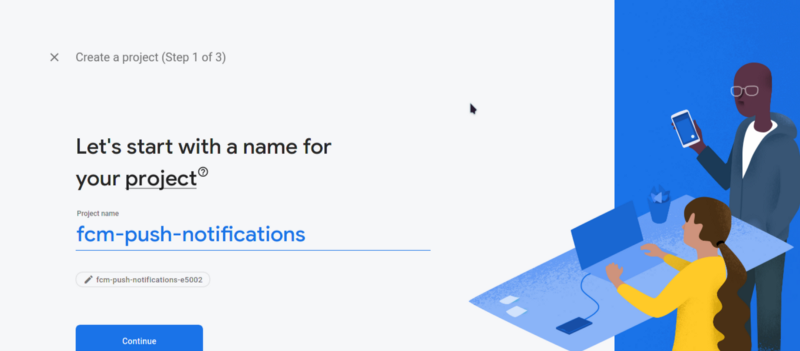 Create a project (Step 1 of 3)
Let's start with a name for
your project
Project name
fcm-push-notifications
fcm-push-notifications-e5002
Continue